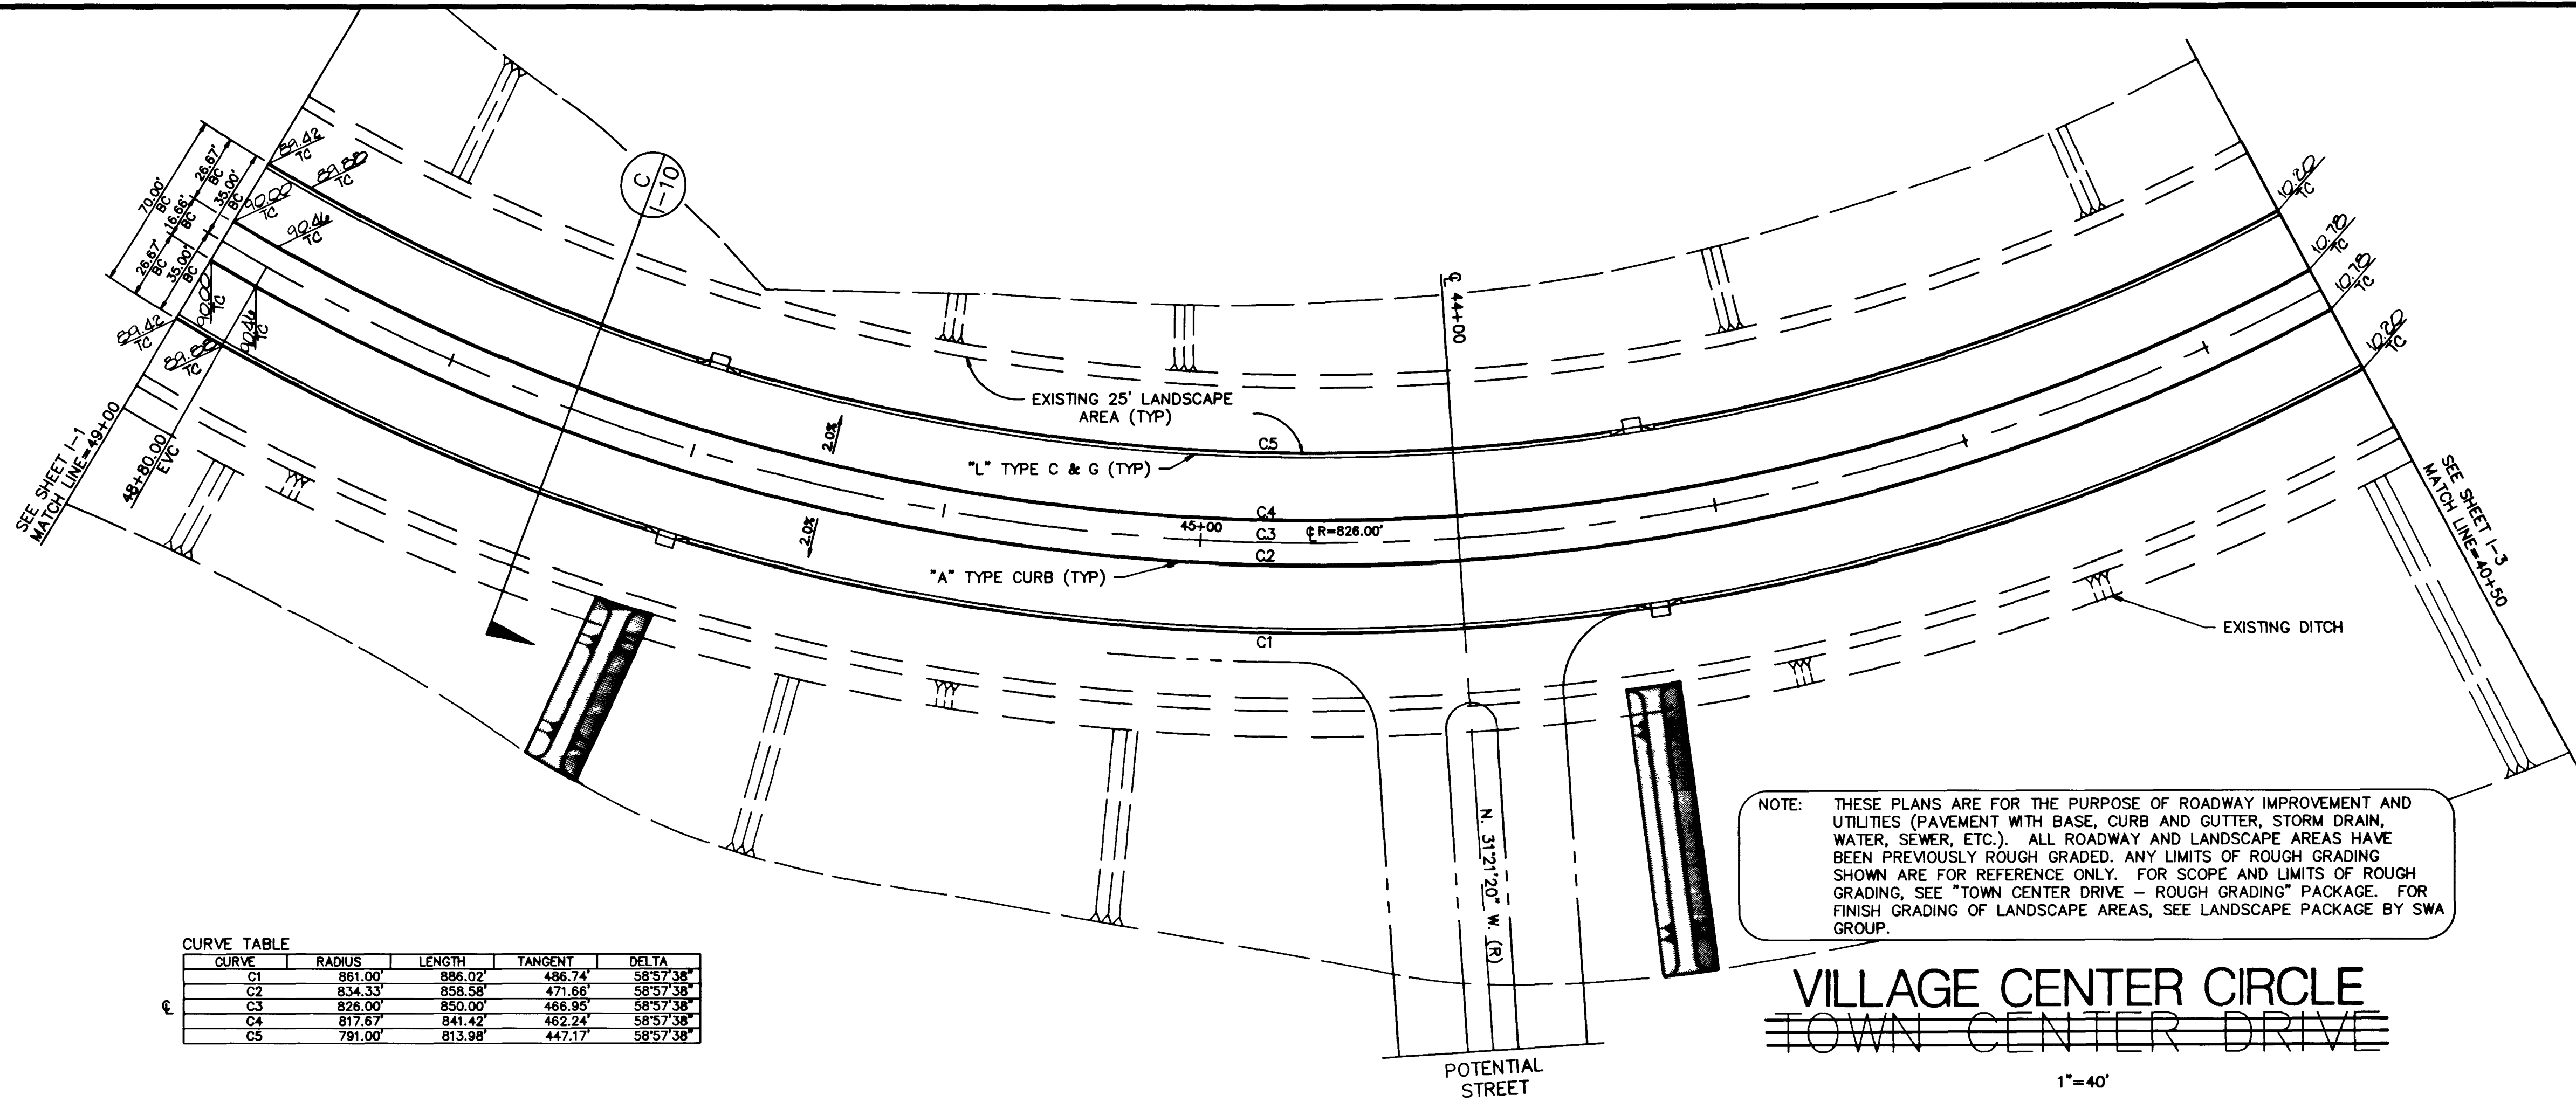 C
I-10
89.42
TC
89.88
TC
90.00
TC
90.46
TC
70.00'
BC
26.67'
BC
16.66'
BC
26.67'
BC
35.00'
BC
35.00'
BC
90.00
TC
90.46
TC
89.42
TC
89.88
TC
SEE SHEET I-1
MATCH LINE=49+00
48+80.00
EVC
10.20
TC
10.78
TC
10.78
TC
10.20
TC
℄ 44+00
EXISTING 25' LANDSCAPE
AREA (TYP)
2.0%
C5
"L" TYPE C & G (TYP)
C4
45+00
C3
℄ R=826.00'
C2
2.0%
"A" TYPE CURB (TYP)
C1
SEE SHEET I-3
MATCH LINE=40+50
EXISTING DITCH
N. 31°21'20" W. (R)
POTENTIAL
STREET
NOTE: THESE PLANS ARE FOR THE PURPOSE OF ROADWAY IMPROVEMENT AND
UTILITIES (PAVEMENT WITH BASE, CURB AND GUTTER, STORM DRAIN,
WATER, SEWER, ETC.). ALL ROADWAY AND LANDSCAPE AREAS HAVE
BEEN PREVIOUSLY ROUGH GRADED. ANY LIMITS OF ROUGH GRADING
SHOWN ARE FOR REFERENCE ONLY. FOR SCOPE AND LIMITS OF ROUGH
GRADING, SEE "TOWN CENTER DRIVE – ROUGH GRADING" PACKAGE. FOR
FINISH GRADING OF LANDSCAPE AREAS, SEE LANDSCAPE PACKAGE BY SWA
GROUP.
CURVE TABLE
CURVE RADIUS LENGTH TANGENT DELTA
C1 861.00' 886.02' 486.74' 58°57'38"
C2 834.33' 858.58' 471.66' 58°57'38"
℄ C3 826.00' 850.00' 466.95' 58°57'38"
C4 817.67' 841.42' 462.24' 58°57'38"
C5 791.00' 813.98' 447.17' 58°57'38"
VILLAGE CENTER CIRCLE
TOWN CENTER DRIVE
1"=40'